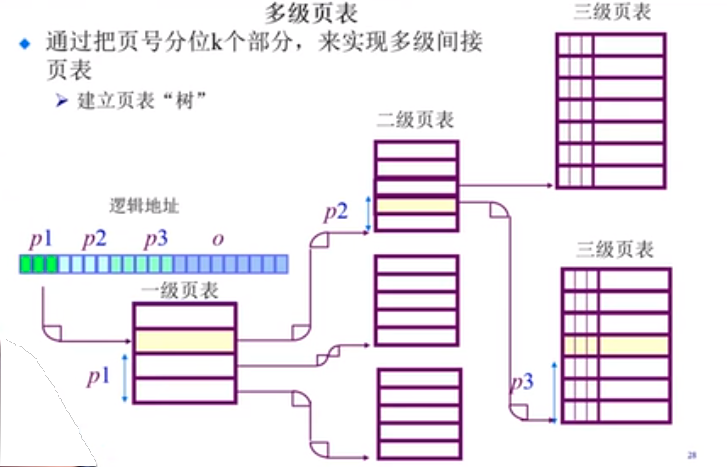 多级页表
通过把页号分位k个部分，来实现多级间接
页表
建立页表“树”
三级页表
二级页表
逻辑地址
p1 p2 p3 o
p2
一级页表
三级页表
p1
p3
28